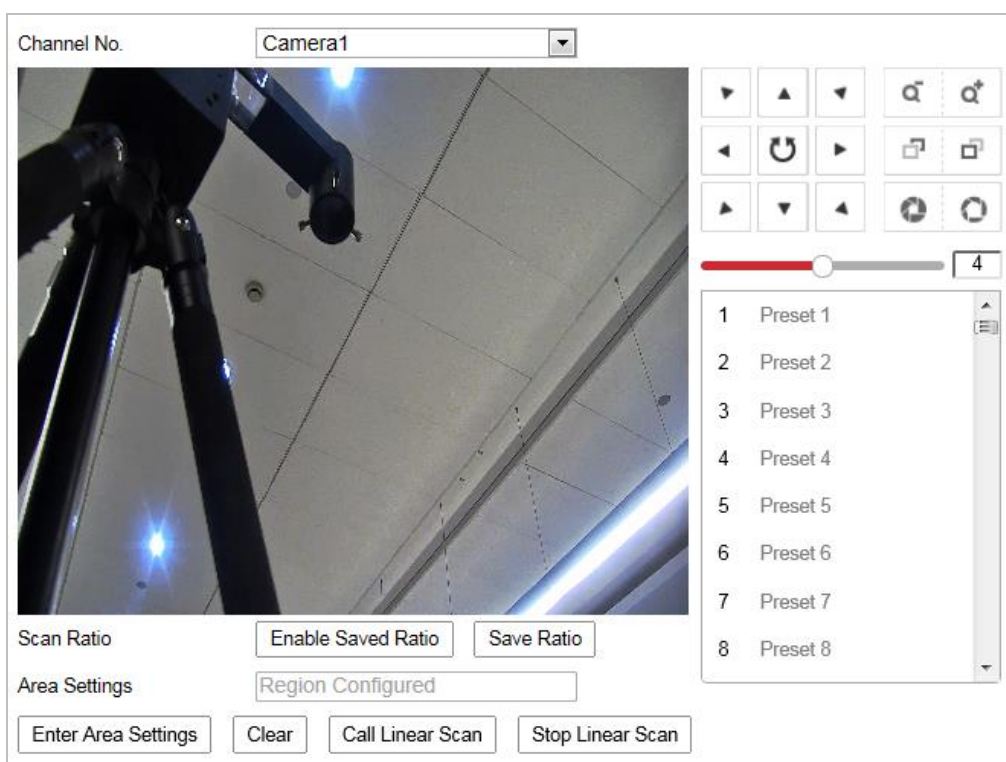 Channel No. Camera1
4
1 Preset 1
2 Preset 2
3 Preset 3
4 Preset 4
5 Preset 5
6 Preset 6
7 Preset 7
8 Preset 8
Scan Ratio Enable Saved Ratio Save Ratio
Area Settings Region Configured
Enter Area Settings Clear Call Linear Scan Stop Linear Scan